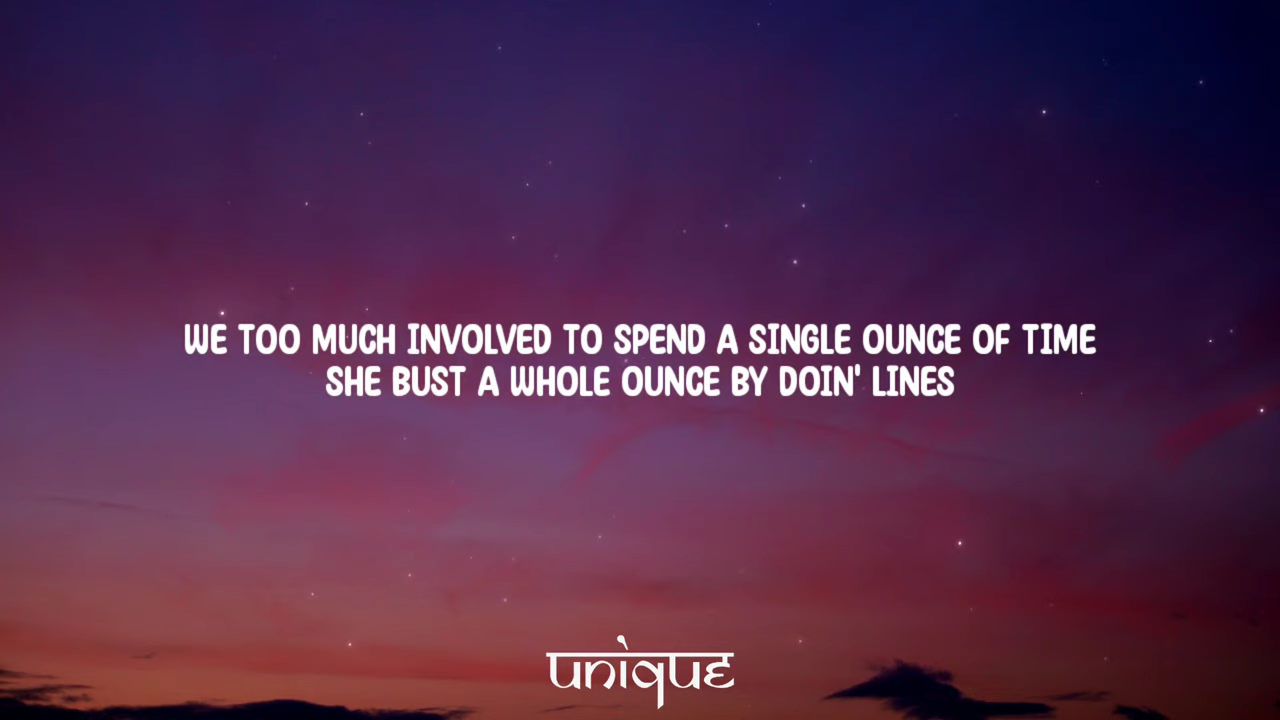 WE TOO MUCH INVOLVED TO SPEND A SINGLE OUNCE OF TIME
SHE BUST A WHOLE OUNCE BY DOIN' LINES
UNIQUE